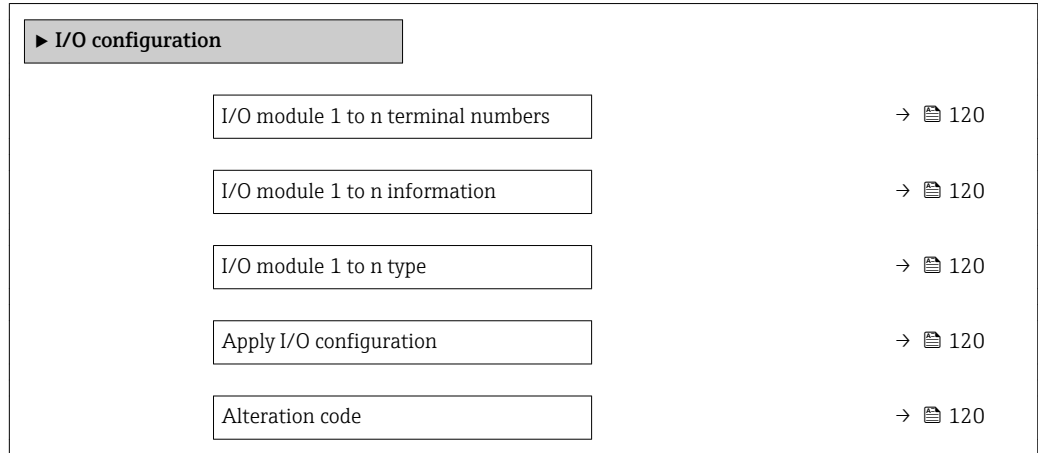 ▶ I/O configuration
I/O module 1 to n terminal numbers → 120
I/O module 1 to n information → 120
I/O module 1 to n type → 120
Apply I/O configuration → 120
Alteration code → 120